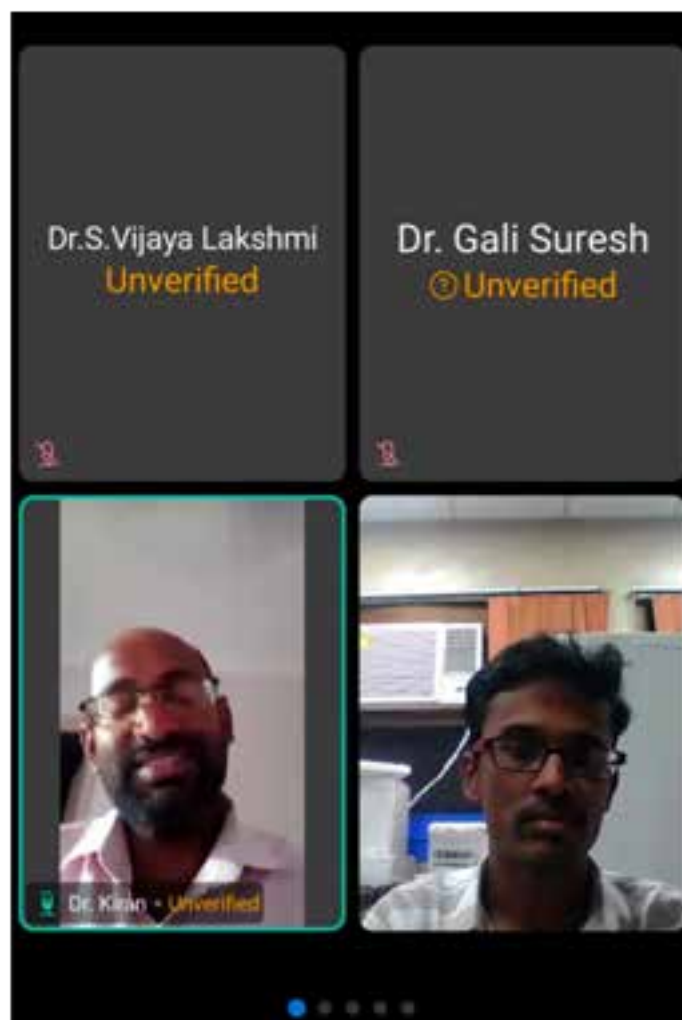 Dr.S.Vijaya Lakshmi
Unverified
Dr. Gali Suresh
Unverified
Dr. Kiran - Unverified